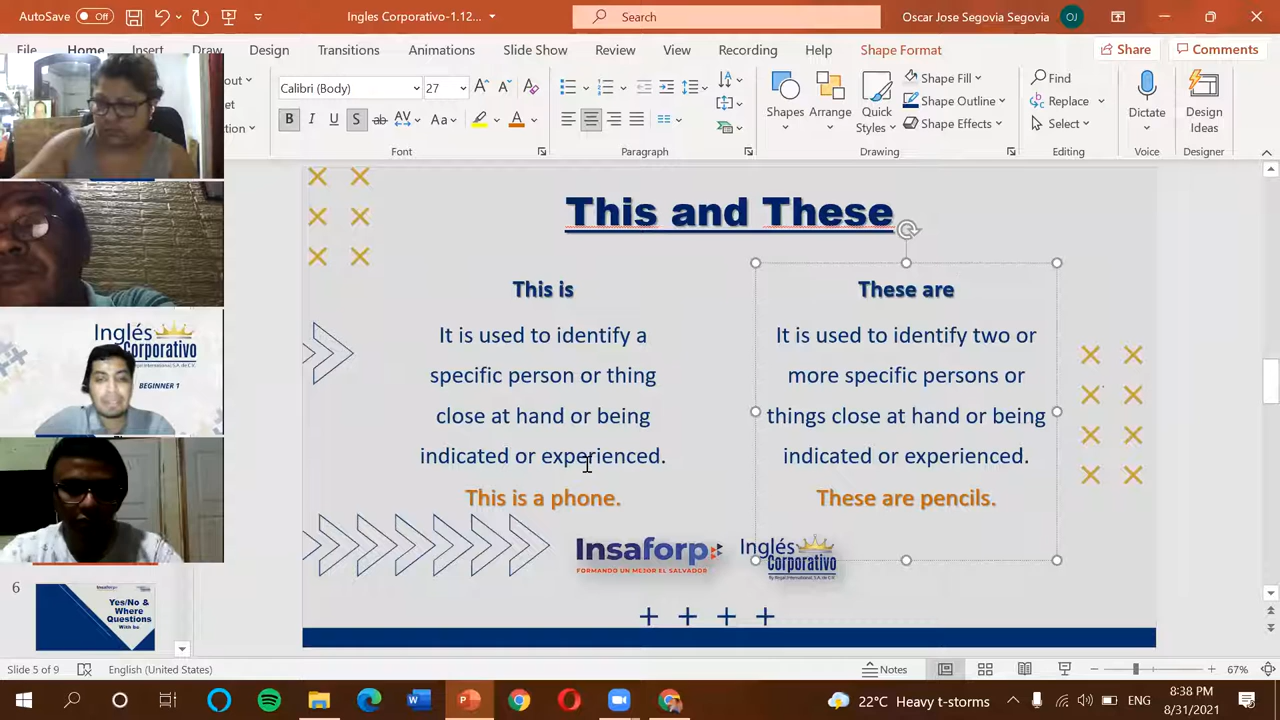 AutoSave Off
Ingles Corporativo-1.12...
Search
Oscar Jose Segovia Segovia
OJ
File
Home
Insert
Draw
Design
Transitions
Animations
Slide Show
Review
View
Recording
Help
Shape Format
Share
Comments
Calibri (Body)
27
Shapes
Arrange
Quick
Styles
Shape Fill
Shape Outline
Shape Effects
Find
Replace
Select
Dictate
Design
Ideas
Font
Paragraph
Drawing
Editing
Voice
Designer
This and These
This is
It is used to identify a
specific person or thing
close at hand or being
indicated or experienced.
This is a phone.
These are
It is used to identify two or
more specific persons or
things close at hand or being
indicated or experienced.
These are pencils.
Insaforp
FORMANDO UN MEJOR EL SALVADOR
Inglés
Corporativo
By Regal International, S.A. de C.V.
Inglés
Corporativo
BEGINNER 1
6
Insaforp
Yes/No &
Where
Questions
With be
Slide 5 of 9
English (United States)
Notes
67%
22°C Heavy t-storms
ENG
8:38 PM
8/31/2021